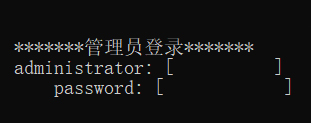 *******管理员登录*******
administrator: [          ]
    password: [            ]